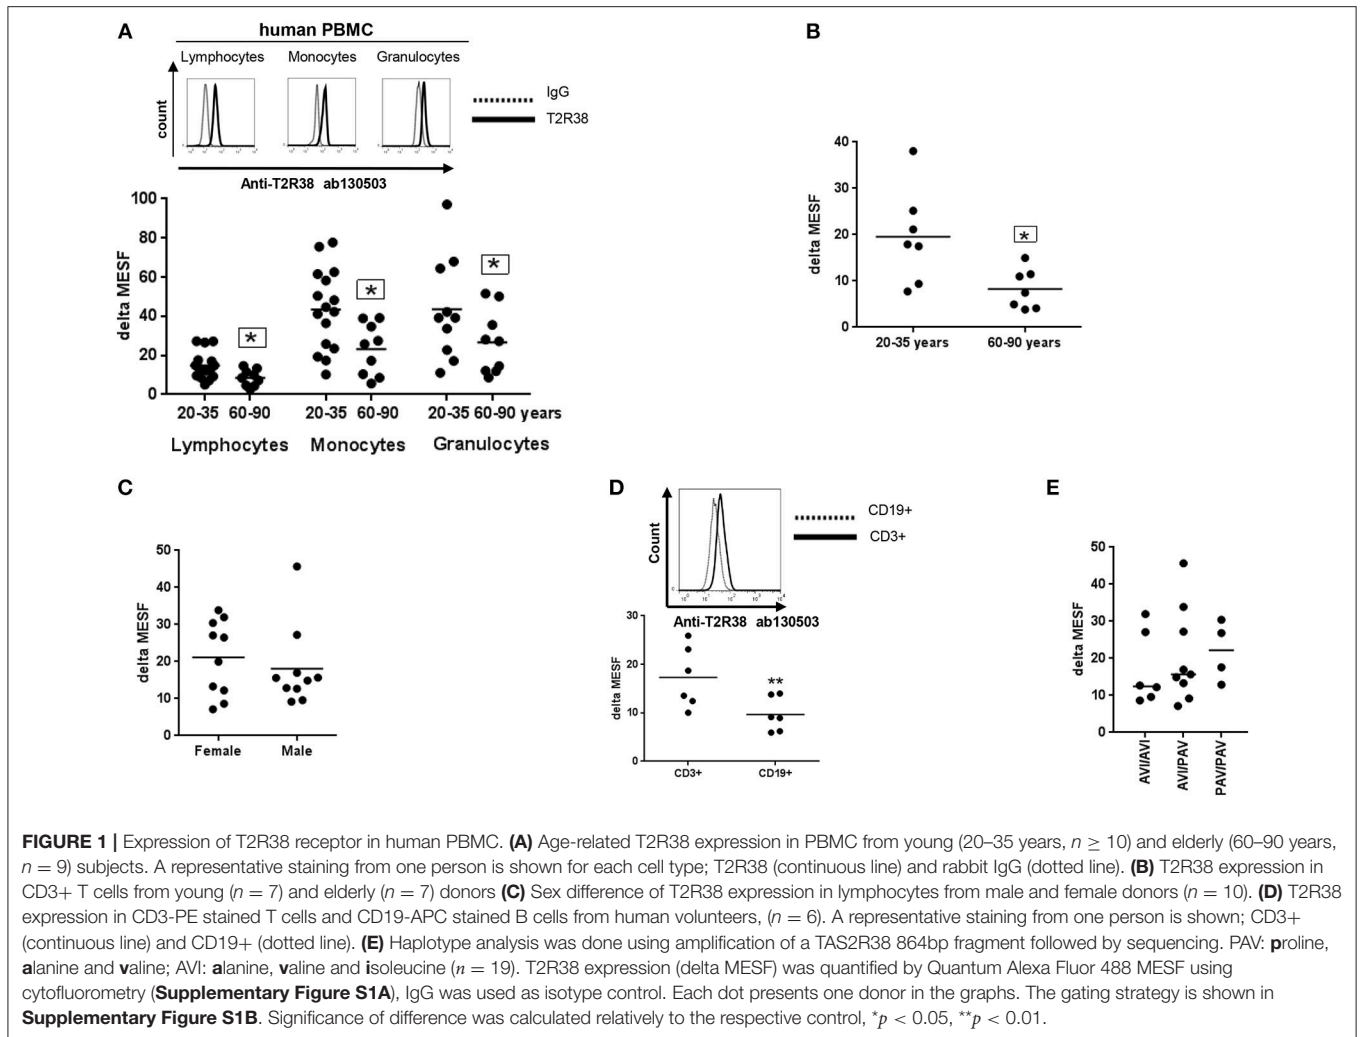 A
human PBMC
Lymphocytes Monocytes Granulocytes
count
IgG
T2R38
Anti-T2R38 ab130503
delta MESF
100
80
60
40
20
0
*
*
*
20-35 60-90 20-35 60-90 20-35 60-90 years
Lymphocytes Monocytes Granulocytes
B
delta MESF
40
30
20
10
0
*
20-35 years 60-90 years
C
delta MESF
50
40
30
20
10
0
Female Male
D
Count
CD19+
CD3+
Anti-T2R38 ab130503
delta MESF
30
20
10
0
**
CD3+ CD19+
E
delta MESF
50
40
30
20
10
0
AVI/AVI
AVI/PAV
PAV/PAV
FIGURE 1 | Expression of T2R38 receptor in human PBMC. (A) Age-related T2R38 expression in PBMC from young (20–35 years, n ≥ 10) and elderly (60–90 years,
n = 9) subjects. A representative staining from one person is shown for each cell type; T2R38 (continuous line) and rabbit IgG (dotted line). (B) T2R38 expression in
CD3+ T cells from young (n = 7) and elderly (n = 7) donors (C) Sex difference of T2R38 expression in lymphocytes from male and female donors (n = 10). (D) T2R38
expression in CD3-PE stained T cells and CD19-APC stained B cells from human volunteers, (n = 6). A representative staining from one person is shown; CD3+
(continuous line) and CD19+ (dotted line). (E) Haplotype analysis was done using amplification of a TAS2R38 864bp fragment followed by sequencing. PAV: proline,
alanine and valine; AVI: alanine, valine and isoleucine (n = 19). T2R38 expression (delta MESF) was quantified by Quantum Alexa Fluor 488 MESF using
cytofluorometry (Supplementary Figure S1A), IgG was used as isotype control. Each dot presents one donor in the graphs. The gating strategy is shown in
Supplementary Figure S1B. Significance of difference was calculated relatively to the respective control, *p < 0.05, **p < 0.01.